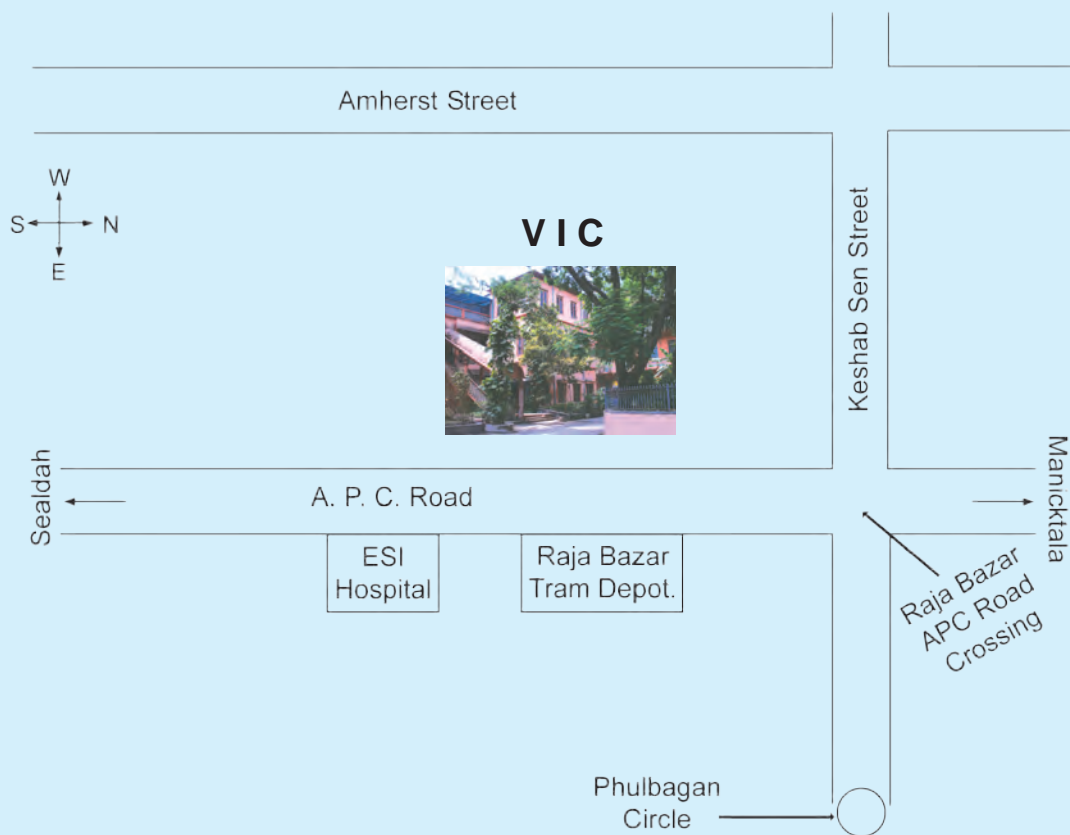 Amherst Street
W
S N
E
V I C
Keshab Sen Street
Sealdah
A. P. C. Road
Manicktala
ESI
Hospital
Raja Bazar
Tram Depot.
Raja Bazar
APC Road
Crossing
Phulbagan
Circle